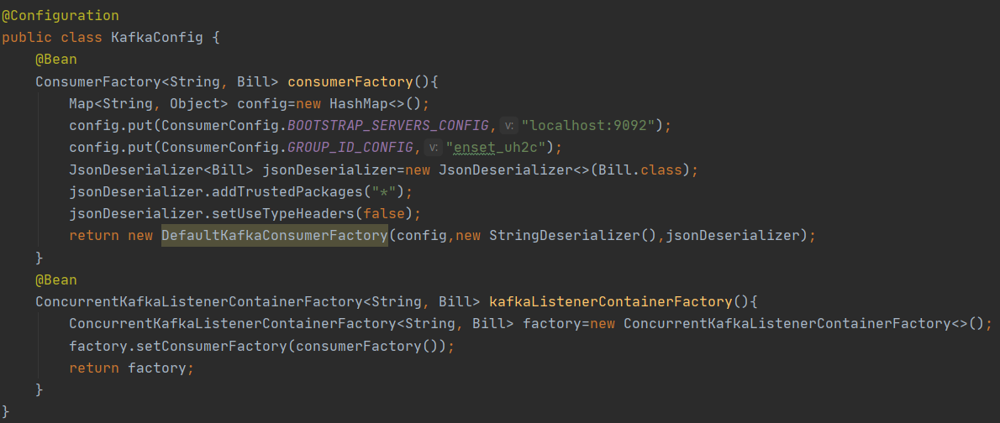 @Configuration
public class KafkaConfig {
    @Bean
    ConsumerFactory<String, Bill> consumerFactory(){
        Map<String, Object> config=new HashMap<>();
        config.put(ConsumerConfig.BOOTSTRAP_SERVERS_CONFIG, v: "localhost:9092");
        config.put(ConsumerConfig.GROUP_ID_CONFIG, v: "enset_uh2c");
        JsonDeserializer<Bill> jsonDeserializer=new JsonDeserializer<>(Bill.class);
        jsonDeserializer.addTrustedPackages("*");
        jsonDeserializer.setUseTypeHeaders(false);
        return new DefaultKafkaConsumerFactory(config,new StringDeserializer(),jsonDeserializer);
    }
    @Bean
    ConcurrentKafkaListenerContainerFactory<String, Bill> kafkaListenerContainerFactory(){
        ConcurrentKafkaListenerContainerFactory<String, Bill> factory=new ConcurrentKafkaListenerContainerFactory<>();
        factory.setConsumerFactory(consumerFactory());
        return factory;
    }
}